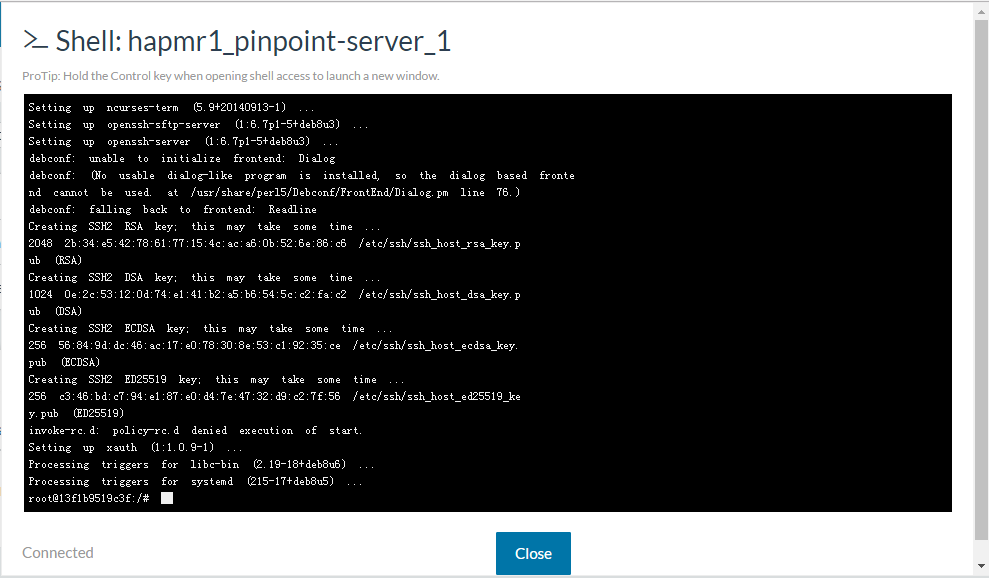 >_ Shell: hapmr1_pinpoint-server_1
ProTip: Hold the Control key when opening shell access to launch a new window.
Setting up ncurses-term (5.9+20140913-1) ...
Setting up openssh-sftp-server (1:6.7p1-5+deb8u3) ...
Setting up openssh-server (1:6.7p1-5+deb8u3) ...
debconf: unable to initialize frontend: Dialog
debconf: (No usable dialog-like program is installed, so the dialog based fronte
nd cannot be used. at /usr/share/perl5/Debconf/FrontEnd/Dialog.pm line 76.)
debconf: falling back to frontend: Readline
Creating SSH2 RSA key; this may take some time ...
2048 2b:34:e5:42:78:61:77:15:4c:ac:a6:0b:52:6e:86:c6 /etc/ssh/ssh_host_rsa_key.p
ub (RSA)
Creating SSH2 DSA key; this may take some time ...
1024 0e:2c:53:12:0d:74:e1:41:b2:a5:b6:54:5c:c2:fa:c2 /etc/ssh/ssh_host_dsa_key.p
ub (DSA)
Creating SSH2 ECDSA key; this may take some time ...
256 56:84:9d:dc:46:ac:17:e0:78:30:8e:53:c1:92:35:ce /etc/ssh/ssh_host_ecdsa_key.
pub (ECDSA)
Creating SSH2 ED25519 key; this may take some time ...
256 c3:46:bd:c7:94:e1:87:e0:d4:7e:47:32:d9:c2:7f:56 /etc/ssh/ssh_host_ed25519_ke
y.pub (ED25519)
invoke-rc.d: policy-rc.d denied execution of start.
Setting up xauth (1:1.0.9-1) ...
Processing triggers for libc-bin (2.19-18+deb8u6) ...
Processing triggers for systemd (215-17+deb8u5) ...
root@13f1b9519c3f:/#
Connected
Close